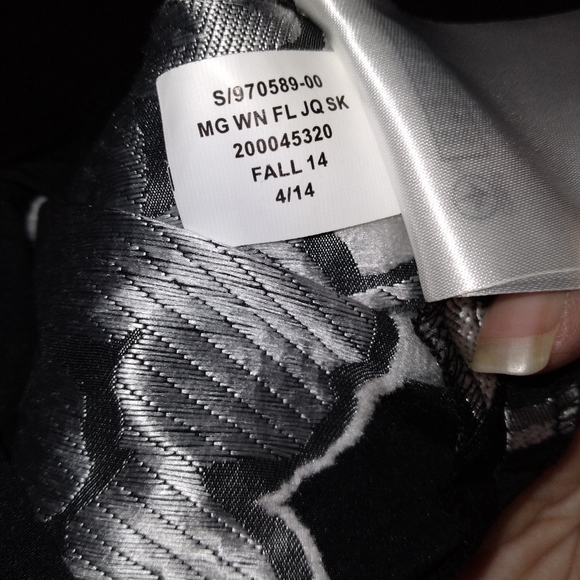 S/970589-00
MG WN FL JQ SK
200045320
FALL 14
4/14